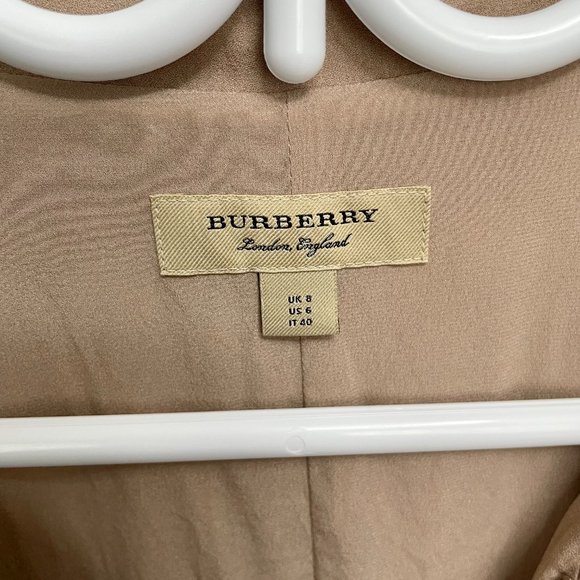 BURBERRY
London, England
UK 8
US 6
IT 40